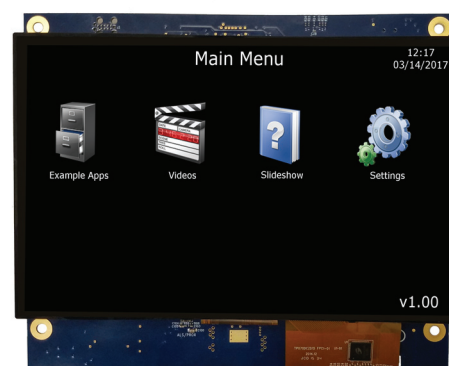 Main Menu
12:17
03/14/2017
Example Apps
Videos
Slideshow
Settings
v1.00